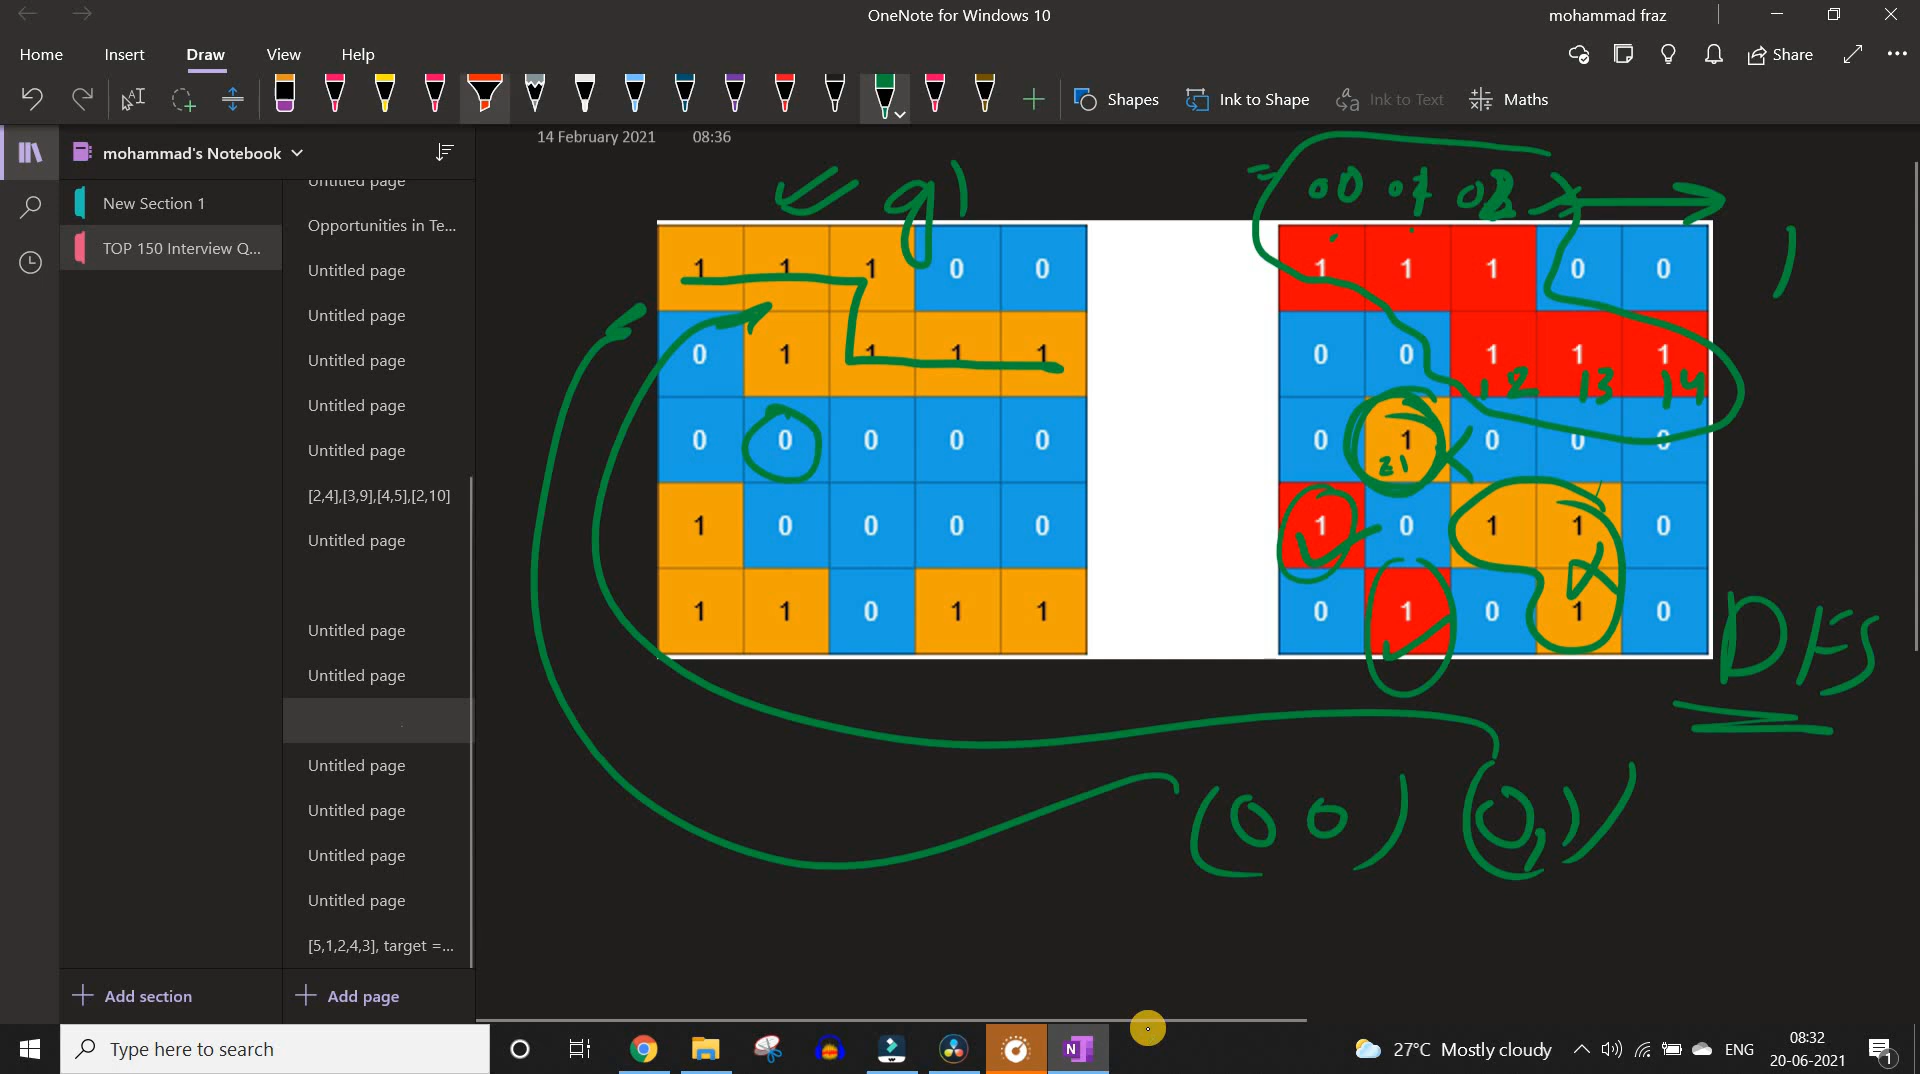 OneNote for Windows 10
mohammad fraz
Home Insert Draw View Help
Share
Shapes Ink to Shape Ink to Text Maths
mohammad's Notebook
New Section 1
TOP 150 Interview Q...
Untitled page
Opportunities in Te...
Untitled page
Untitled page
Untitled page
Untitled page
Untitled page
[2,4],[3,9],[4,5],[2,10]
Untitled page
Untitled page
Untitled page
Untitled page
Untitled page
Untitled page
Untitled page
[5,1,2,4,3], target =...
Add section
Add page
14 February 2021 08:36
g1
00 01 02
1 1 1 0 0
0 1 1 1 1
0 0 0 0 0
1 0 0 0 0
1 1 0 1 1
1 1 1 0 0
0 0 1 1 1
12 13 14
0 1 0 0 0
21
1 0 1 1 0
0 1 0 1 0
DFS
(0 0) (0,1)
Type here to search
27°C Mostly cloudy
ENG
08:32
20-06-2021
1